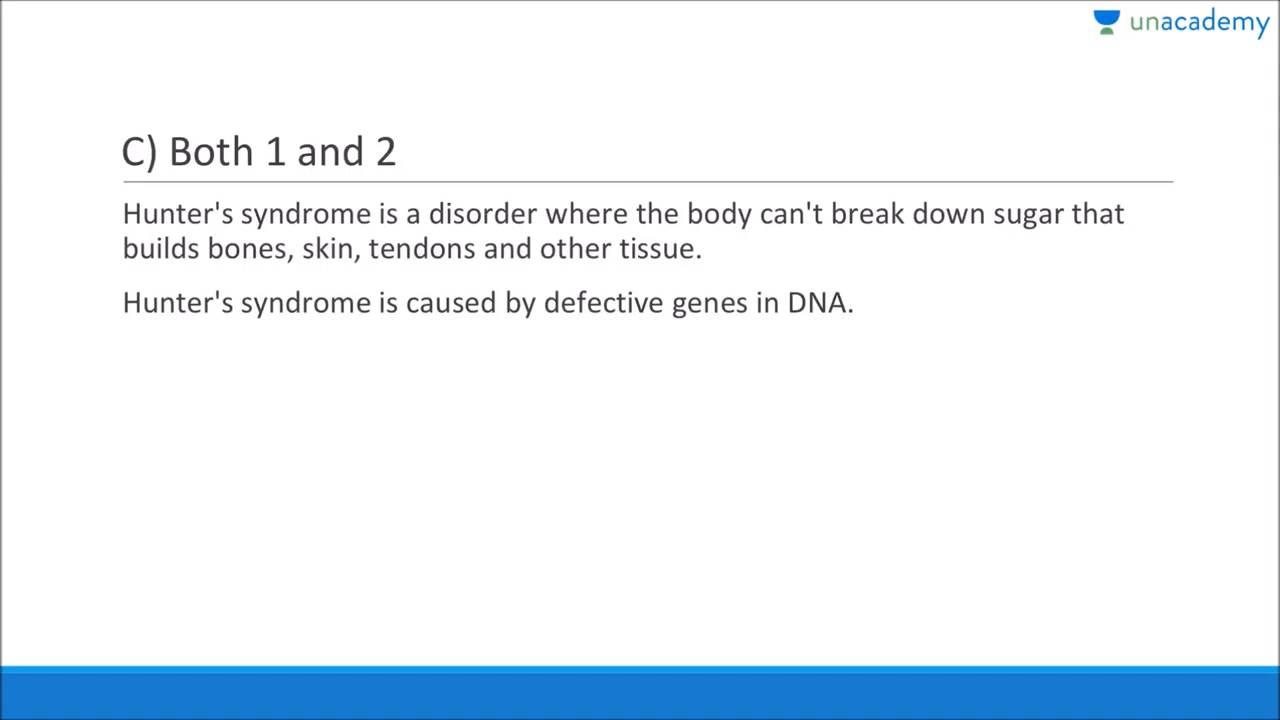 unacademy
C) Both 1 and 2
Hunter's syndrome is a disorder where the body can't break down sugar that
builds bones, skin, tendons and other tissue.
Hunter's syndrome is caused by defective genes in DNA.